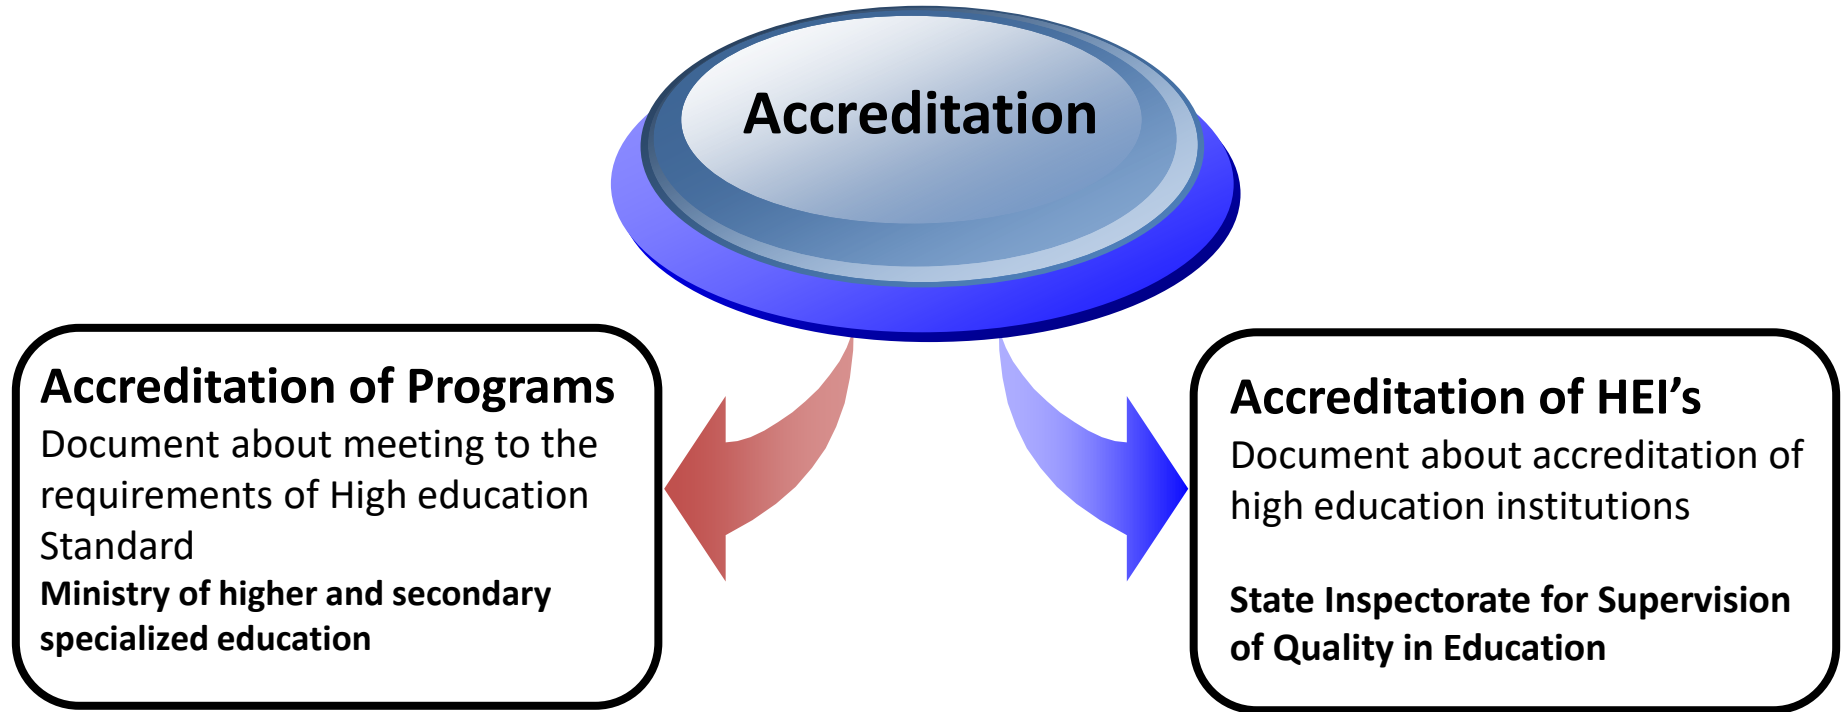 Accreditation
Accreditation of Programs
Document about meeting to the
requirements of High education
Standard
Ministry of higher and secondary
specialized education
Accreditation of HEI’s
Document about accreditation of
high education institutions
State Inspectorate for Supervision
of Quality in Education